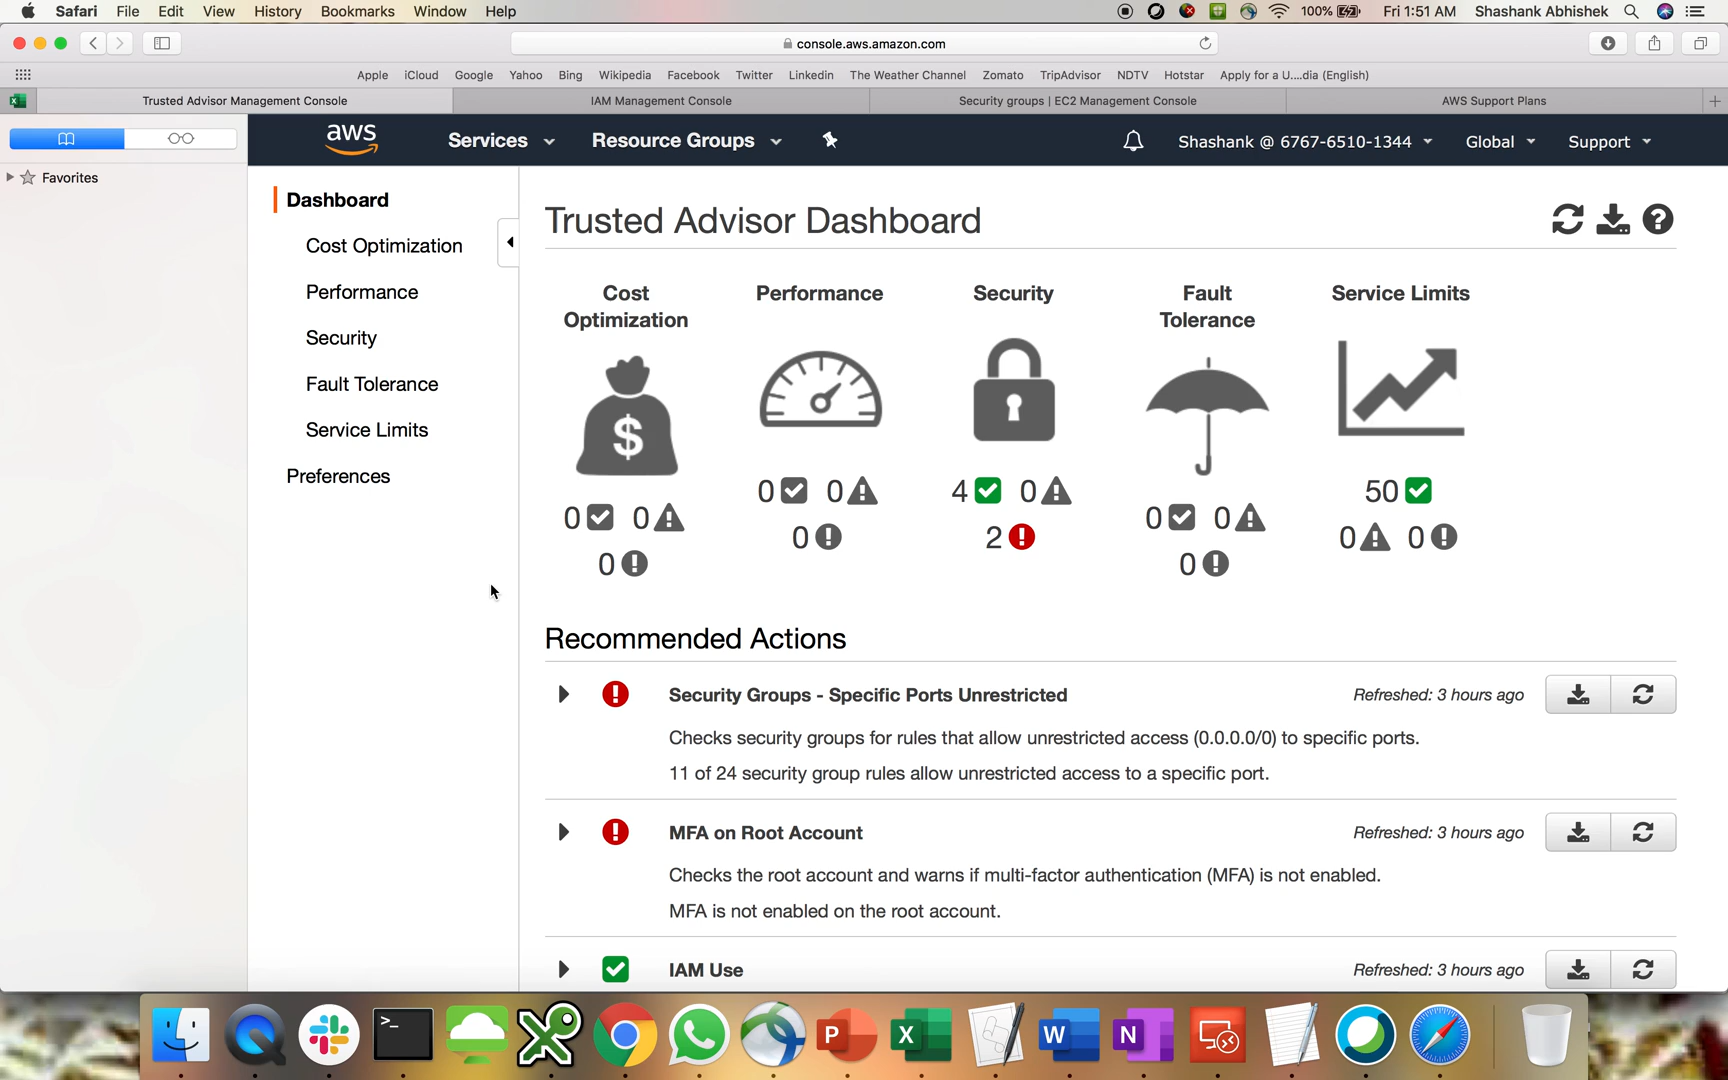 Safari File Edit View History Bookmarks Window Help 100% Fri 1:51 AM Shashank Abhishek
console.aws.amazon.com
Apple iCloud Google Yahoo Bing Wikipedia Facebook Twitter Linkedin The Weather Channel Zomato TripAdvisor NDTV Hotstar Apply for a U....dia (English)
Trusted Advisor Management Console IAM Management Console Security groups | EC2 Management Console AWS Support Plans
aws Services Resource Groups Shashank @ 6767-6510-1344 Global Support
Favorites
Dashboard
Cost Optimization
Performance
Security
Fault Tolerance
Service Limits
Preferences
Trusted Advisor Dashboard
Cost Optimization
$
0 0
0
Performance
0 0
0
Security
4 0
2
Fault Tolerance
0 0
0
Service Limits
50
0 0
Recommended Actions
Security Groups - Specific Ports Unrestricted Refreshed: 3 hours ago
Checks security groups for rules that allow unrestricted access (0.0.0.0/0) to specific ports.
11 of 24 security group rules allow unrestricted access to a specific port.
MFA on Root Account Refreshed: 3 hours ago
Checks the root account and warns if multi-factor authentication (MFA) is not enabled.
MFA is not enabled on the root account.
IAM Use Refreshed: 3 hours ago
>_ X P X W N